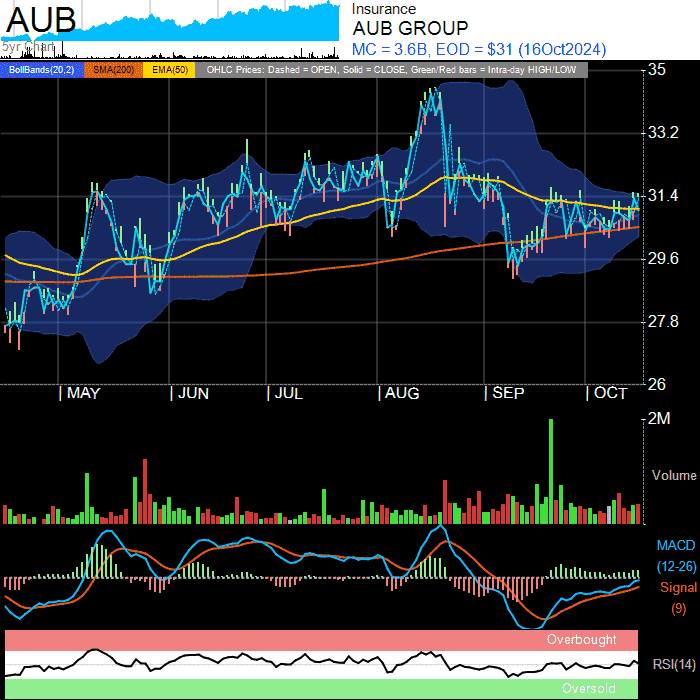 AUB
5yr Chart
Insurance
AUB GROUP
MC = 3.6B, EOD = $31 (16Oct2024)
BollBands(20,2) SMA(200) EMA(50) OHLC Prices: Dashed = OPEN, Solid = CLOSE, Green/Red bars = Intra-day HIGH/LOW
35
33.2
31.4
29.6
27.8
26
MAY JUN JUL AUG SEP OCT
2M
Volume
MACD
(12-26)
Signal
(9)
Overbought
RSI(14)
Oversold